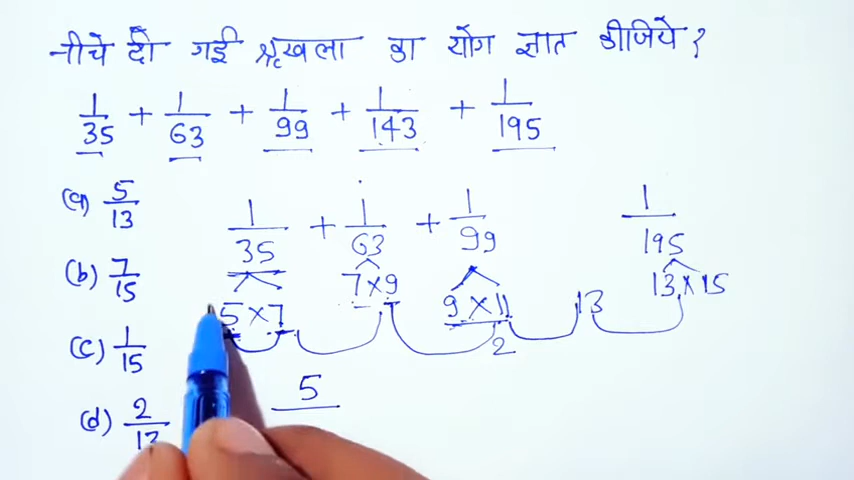 नीचे दी गई श्रृखला का योग ज्ञात कीजिये ?
1/35 + 1/63 + 1/99 + 1/143 + 1/195
(a) 5/13
(b) 7/15
(c) 1/15
(d) 2/13
1/35 + 1/63 + 1/99 1/195
5×7 7×9 9×11 13 13×15
2
5